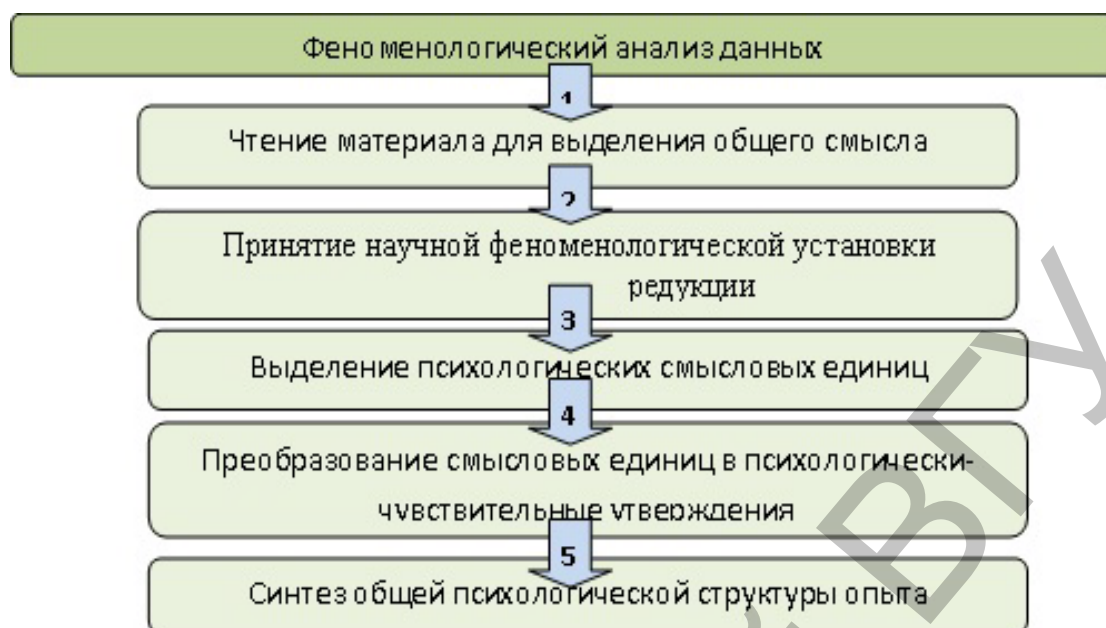 Феноменологический анализ данных
1
Чтение материала для выделения общего смысла
2
Принятие научной феноменологической установки
редукции
3
Выделение психологических смысловых единиц
4
Преобразование смысловых единиц в психологически-
чувствительные утверждения
5
Синтез общей психологической структуры опыта
ВГУ